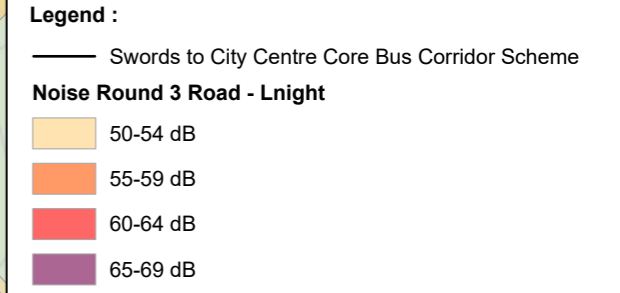 Legend :
Swords to City Centre Core Bus Corridor Scheme
Noise Round 3 Road - Lnight
50-54 dB
55-59 dB
60-64 dB
65-69 dB